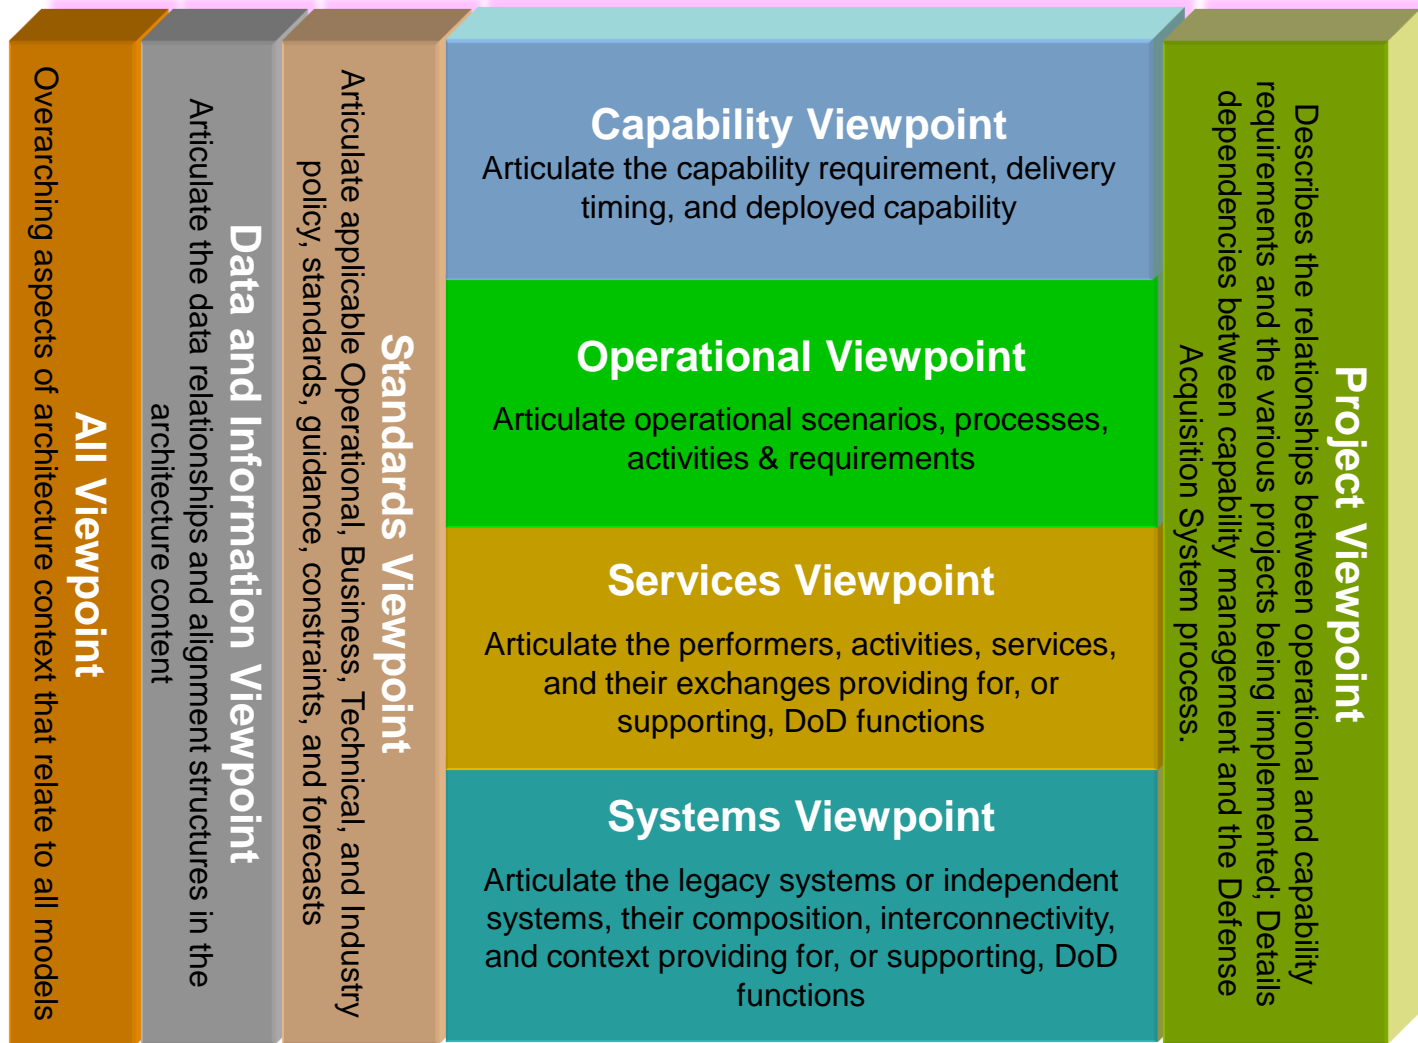 All Viewpoint
Overarching aspects of architecture context that relate to all models
Data and Information Viewpoint
Articulate the data relationships and alignment structures in the
architecture content
Standards Viewpoint
Articulate applicable Operational, Business, Technical, and Industry
policy, standards, guidance, constraints, and forecasts
Capability Viewpoint
Articulate the capability requirement, delivery
timing, and deployed capability
Operational Viewpoint
Articulate operational scenarios, processes,
activities & requirements
Services Viewpoint
Articulate the performers, activities, services,
and their exchanges providing for, or
supporting, DoD functions
Systems Viewpoint
Articulate the legacy systems or independent
systems, their composition, interconnectivity,
and context providing for, or supporting, DoD
functions
Project Viewpoint
Describes the relationships between operational and capability
requirements and the various projects being implemented; Details
dependencies between capability management and the Defense
Acquisition System process.